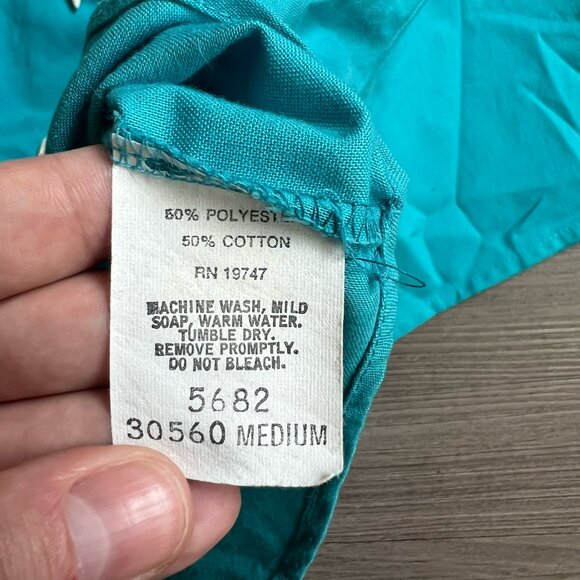 50% POLYESTE
50% COTTON
RN 19747
MACHINE WASH, MILD
SOAP, WARM WATER.
TUMBLE DRY.
REMOVE PROMPTLY.
DO NOT BLEACH.
5682
30560 MEDIUM